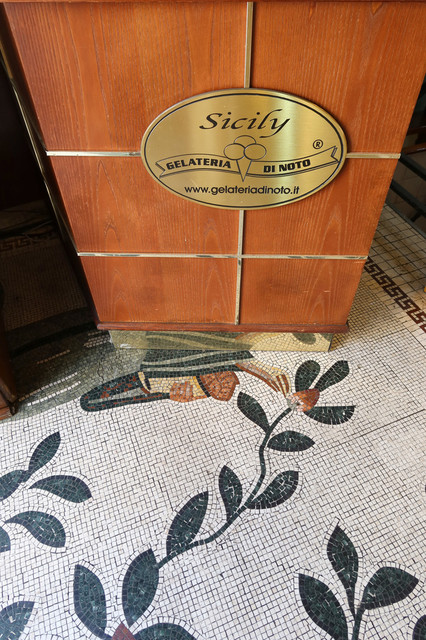 Sicily
®
GELATERIA DI NOTO
www.gelateriadinoto.it